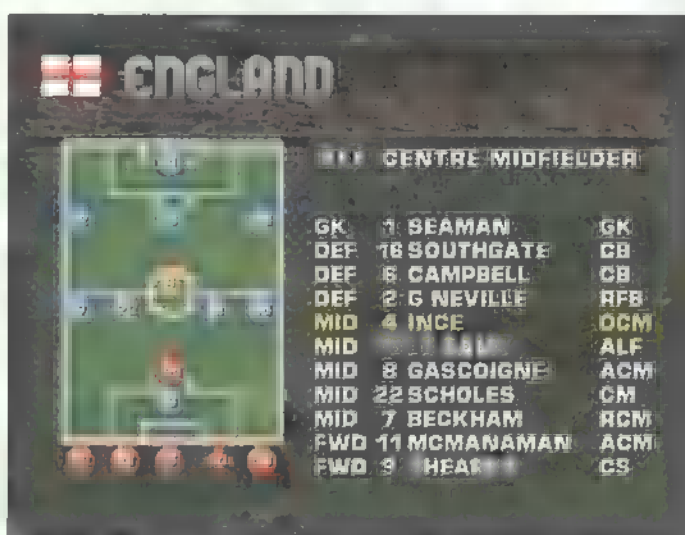 ENGLAND
CENTRE MIDFIELDER
GK 1 SEAMAN GK
DEF 16 SOUTHGATE CB
DEF 6 CAMPBELL CB
DEF 2 G NEVILLE RFB
MID 4 INCE DCM
MID ALF
MID 8 GASCOIGNE ACM
MID 22 SCHOLES CM
MID 7 BECKHAM RCM
FWD 11 MCMANAMAN ACM
FWD 9 CS